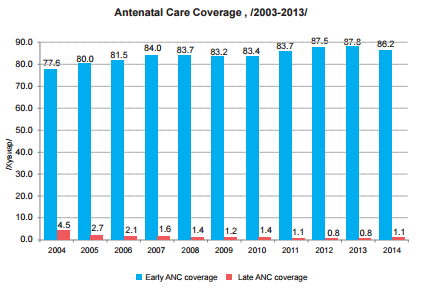 Antenatal Care Coverage , /2003-2013/
/Хувиар/
90.0
80.0
70.0
60.0
50.0
40.0
30.0
20.0
10.0
0.0
77.6 80.0 81.5 84.0 83.7 83.2 83.4 83.7 87.5 87.8 86.2
4.5 2.7 2.1 1.6 1.4 1.2 1.4 1.1 0.8 0.8 1.1
2004 2005 2006 2007 2008 2009 2010 2011 2012 2013 2014
Early ANC coverage Late ANC coverage